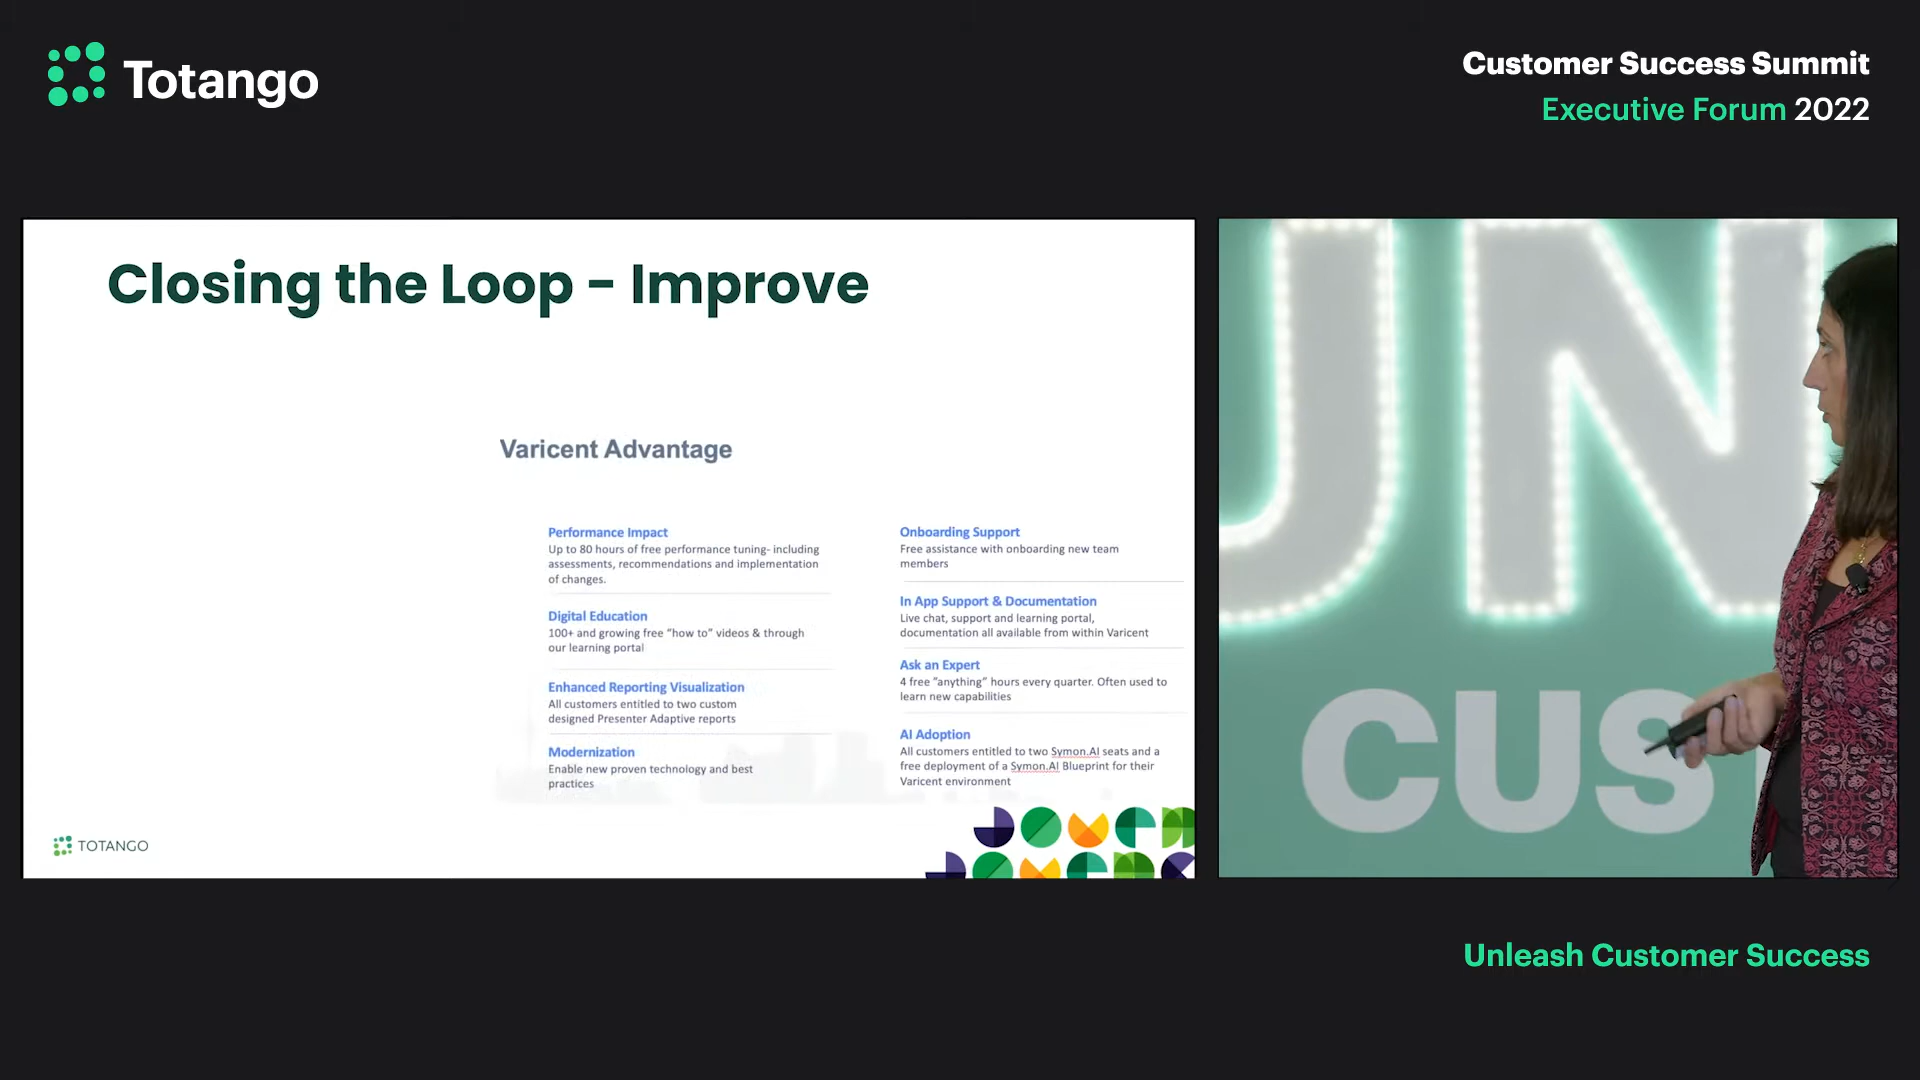 Totango
Customer Success Summit
Executive Forum 2022
Closing the Loop - Improve
Varicent Advantage
Performance Impact
Up to 80 hours of free performance tuning- including
assessments, recommendations and implementation
of changes.
Digital Education
100+ and growing free "how to" videos & through
our learning portal
Enhanced Reporting Visualization
All customers entitled to two custom
designed Presenter Adaptive reports
Modernization
Enable new proven technology and best
practices
Onboarding Support
Free assistance with onboarding new team
members
In App Support & Documentation
Live chat, support and learning portal,
documentation all available from within Varicent
Ask an Expert
4 free "anything" hours every quarter. Often used to
learn new capabilities
AI Adoption
All customers entitled to two Symon.AI seats and a
free deployment of a Symon.AI Blueprint for their
Varicent environment
TOTANGO
UN
CUS
Unleash Customer Success